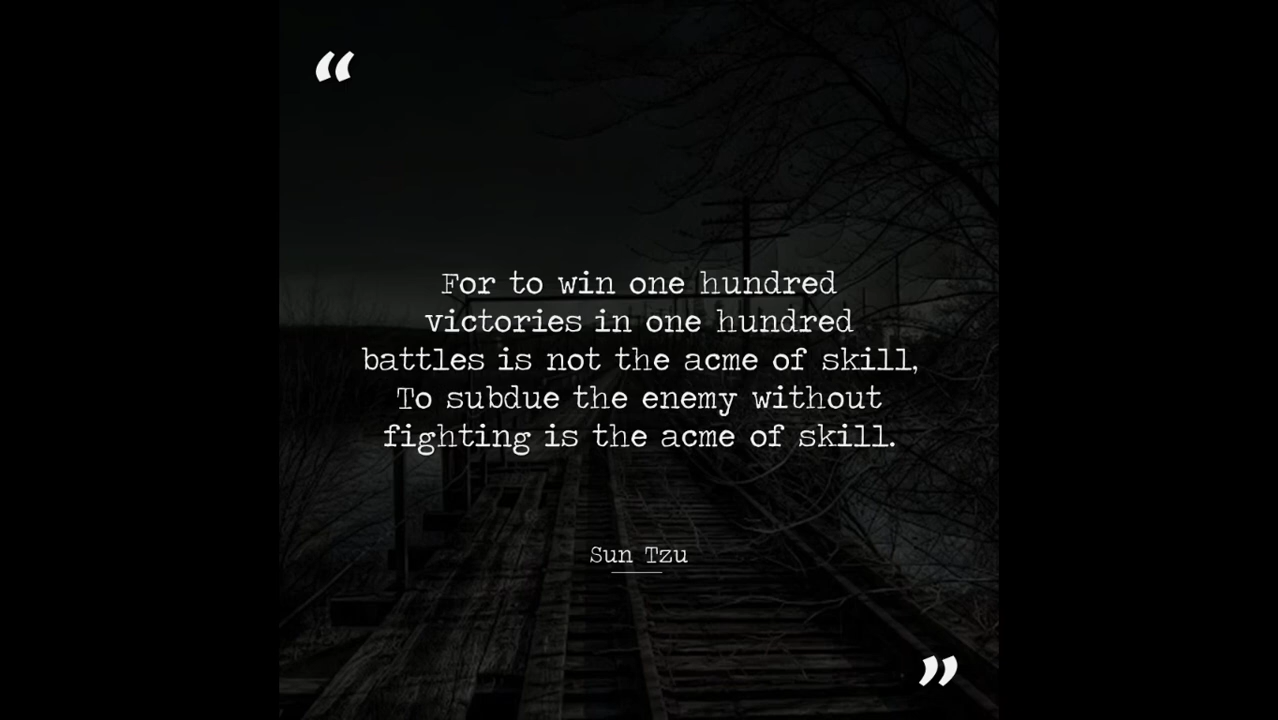 “
For to win one hundred
victories in one hundred
battles is not the acme of skill,
To subdue the enemy without
fighting is the acme of skill.
Sun Tzu
”